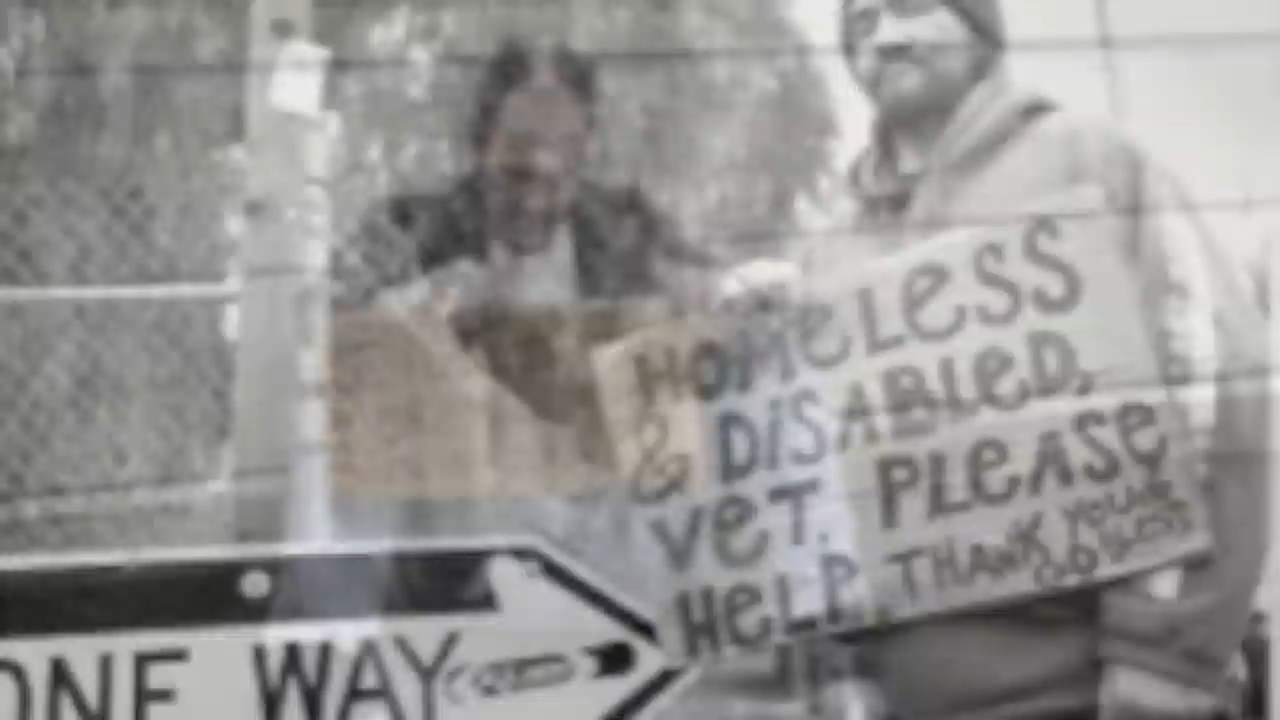 HOMELESS
& DISABLED,
VET. PLEASE
HELP. THANK YOU &
ONE WAY